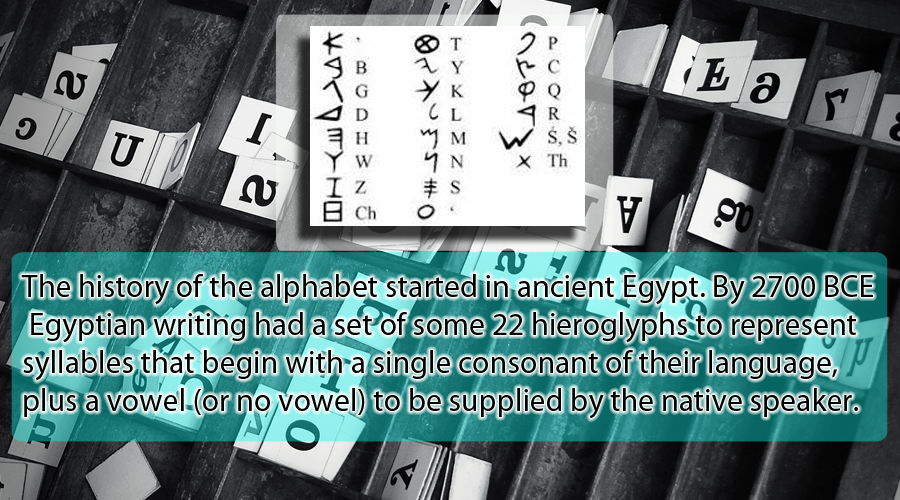 𐤀 ’ 𐤈 T 𐤐 P
𐤁 B 𐤉 Y 𐤑 C
𐤂 G 𐤊 K 𐤒 Q
𐤃 D 𐤋 L 𐤓 R
𐤄 H 𐤌 M 𐤔 Ś, Š
𐤅 W 𐤍 N 𐤕 Th
𐤆 Z 𐤎 S
𐤇 Ch 𐤏 ‘
E
a
r
U
I
A
The history of the alphabet started in ancient Egypt. By 2700 BCE
Egyptian writing had a set of some 22 hieroglyphs to represent
syllables that begin with a single consonant of their language,
plus a vowel (or no vowel) to be supplied by the native speaker.